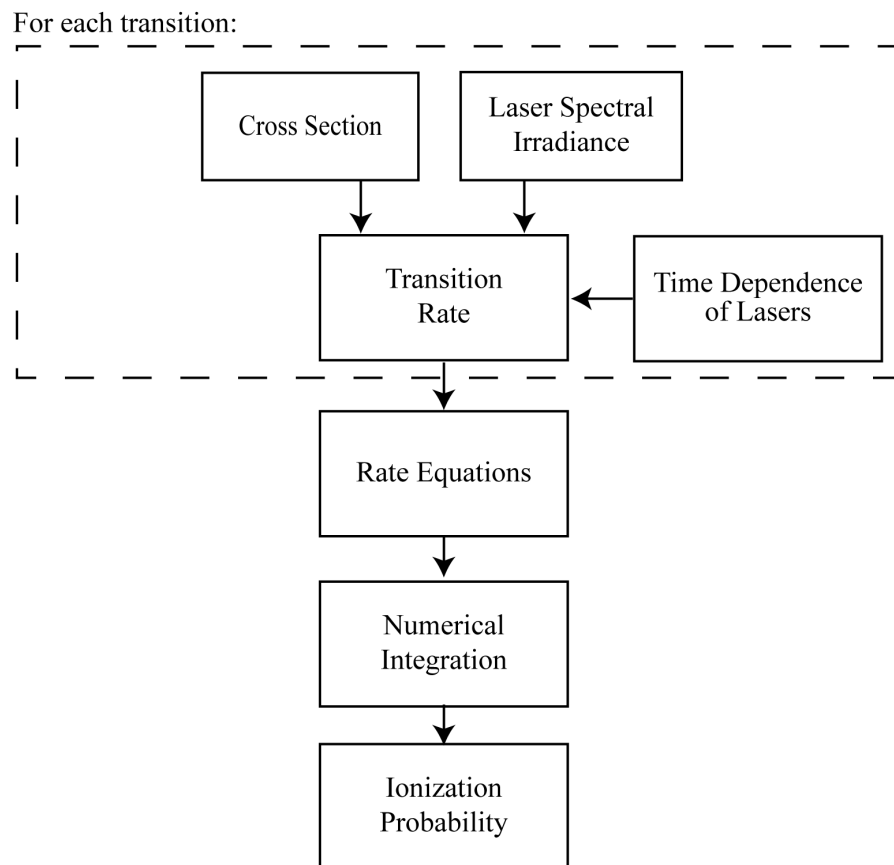 For each transition:
Cross Section
Laser Spectral
Irradiance
Transition
Rate
Time Dependence
of Lasers
Rate Equations
Numerical
Integration
Ionization
Probability